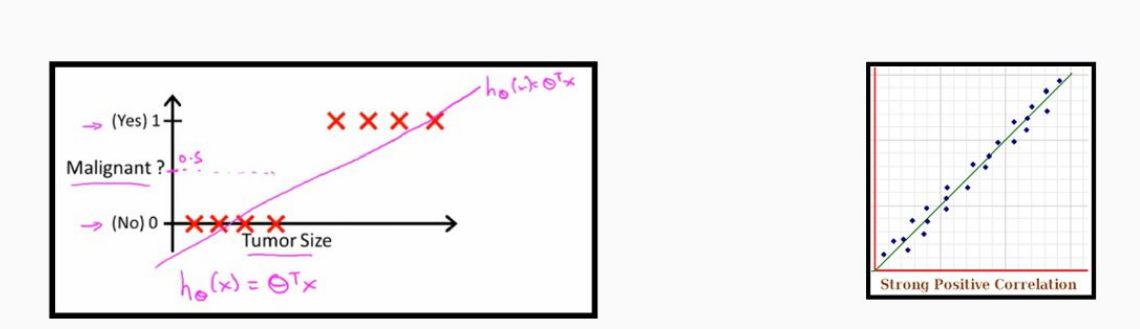 h_θ(x) = θ^T x
(Yes) 1
Malignant ?
0.5
(No) 0
Tumor Size
h_θ(x) = θ^T x
Strong Positive Correlation